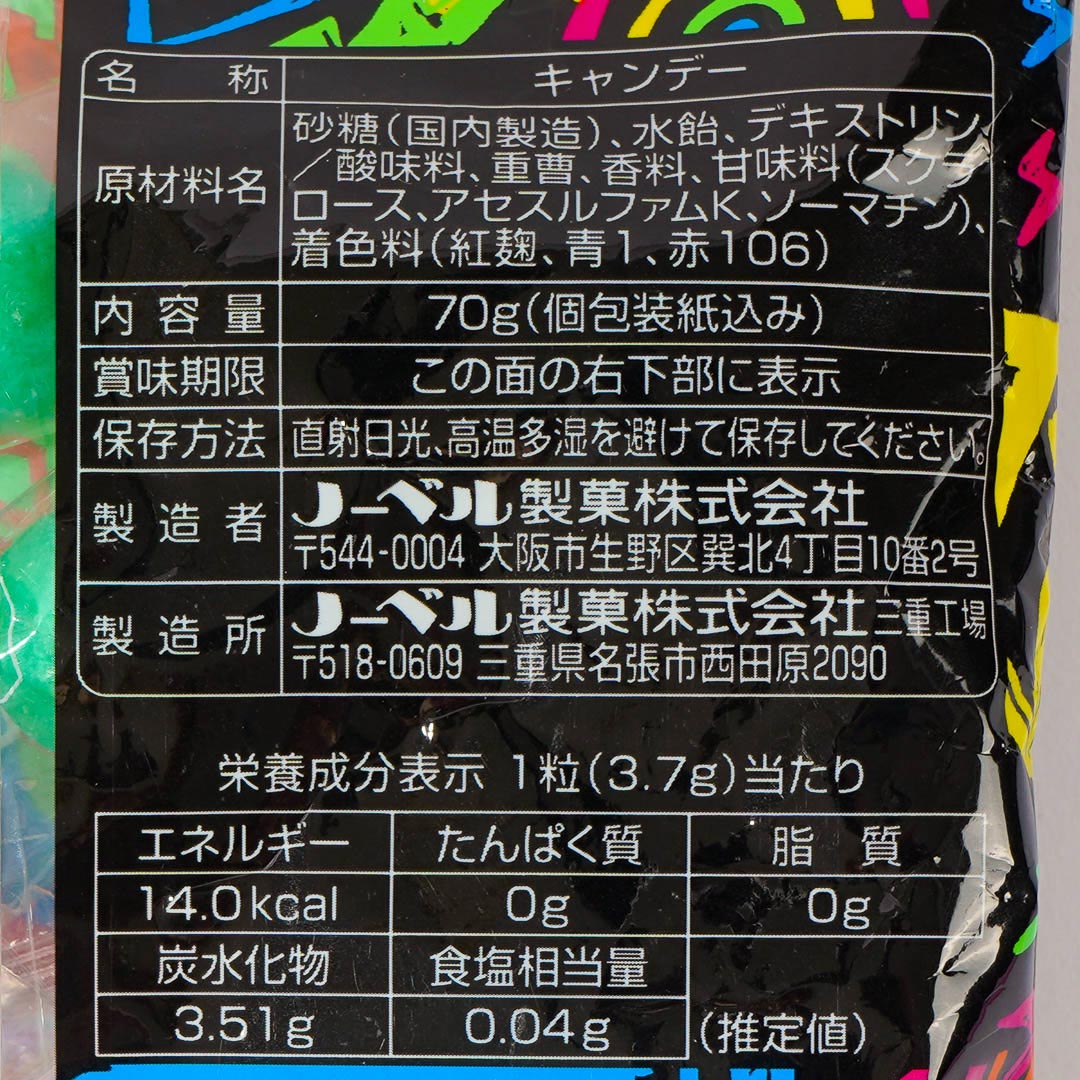 名称 キャンデー
原材料名
砂糖(国内製造)、水飴、デキストリン
/酸味料、重曹、香料、甘味料(スクラ
ロース、アセスルファムK、ソーマチン)、
着色料(紅麹、青1、赤106)
内容量 70g(個包装紙込み)
賞味期限 この面の右下部に表示
保存方法 直射日光、高温多湿を避けて保存してください。
製造者 ノーベル製菓株式会社
〒544-0004 大阪市生野区巽北4丁目10番2号
製造所 ノーベル製菓株式会社三重工場
〒518-0609 三重県名張市西田原2090
栄養成分表示 1粒(3.7g)当たり
エネルギー たんぱく質 脂質
14.0kcal 0g 0g
炭水化物 食塩相当量
3.51g 0.04g (推定値)